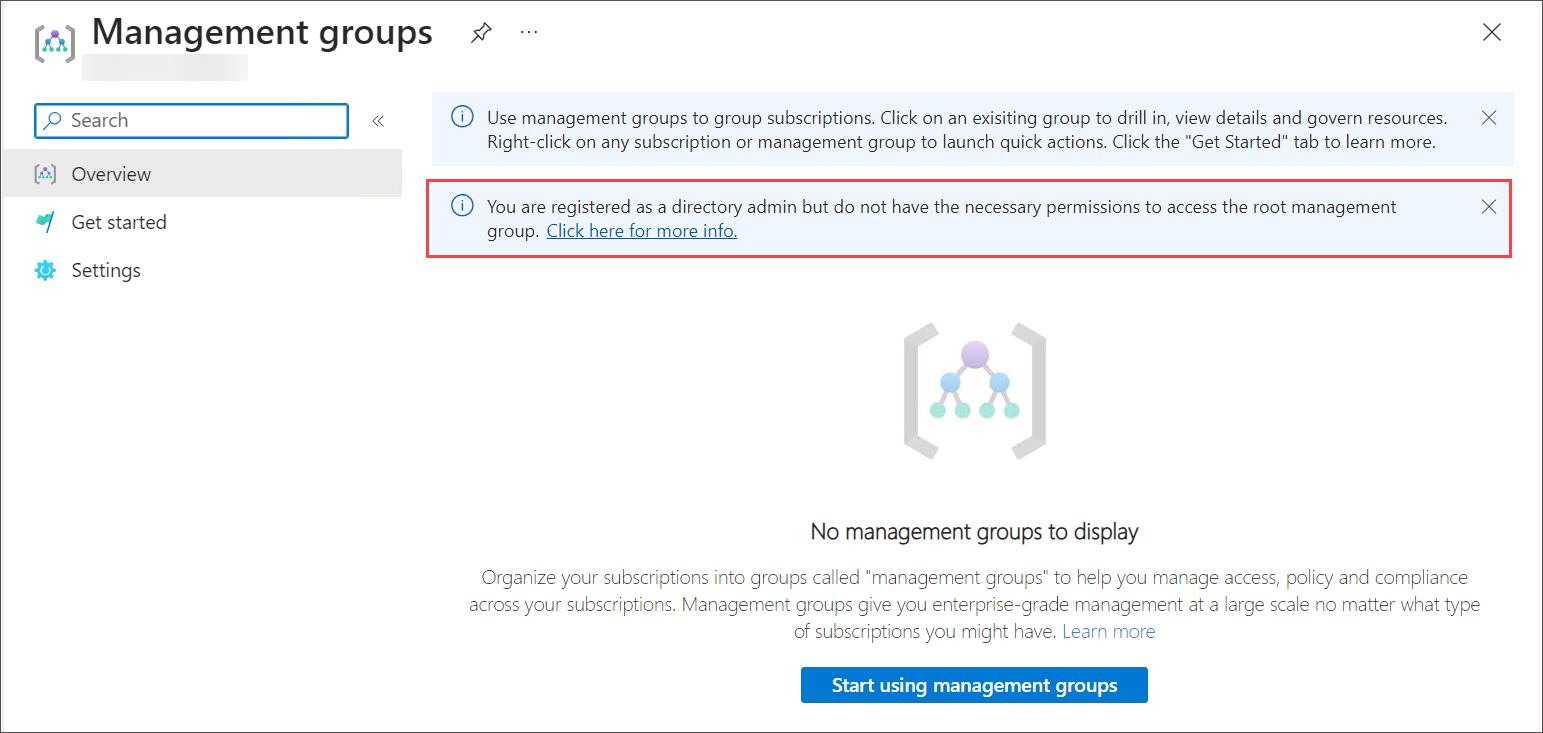 Management groups
Search
Overview
Get started
Settings
Use management groups to group subscriptions. Click on an exisiting group to drill in, view details and govern resources.
Right-click on any subscription or management group to launch quick actions. Click the "Get Started" tab to learn more.
You are registered as a directory admin but do not have the necessary permissions to access the root management
group. Click here for more info.
No management groups to display
Organize your subscriptions into groups called "management groups" to help you manage access, policy and compliance
across your subscriptions. Management groups give you enterprise-grade management at a large scale no matter what type
of subscriptions you might have. Learn more
Start using management groups